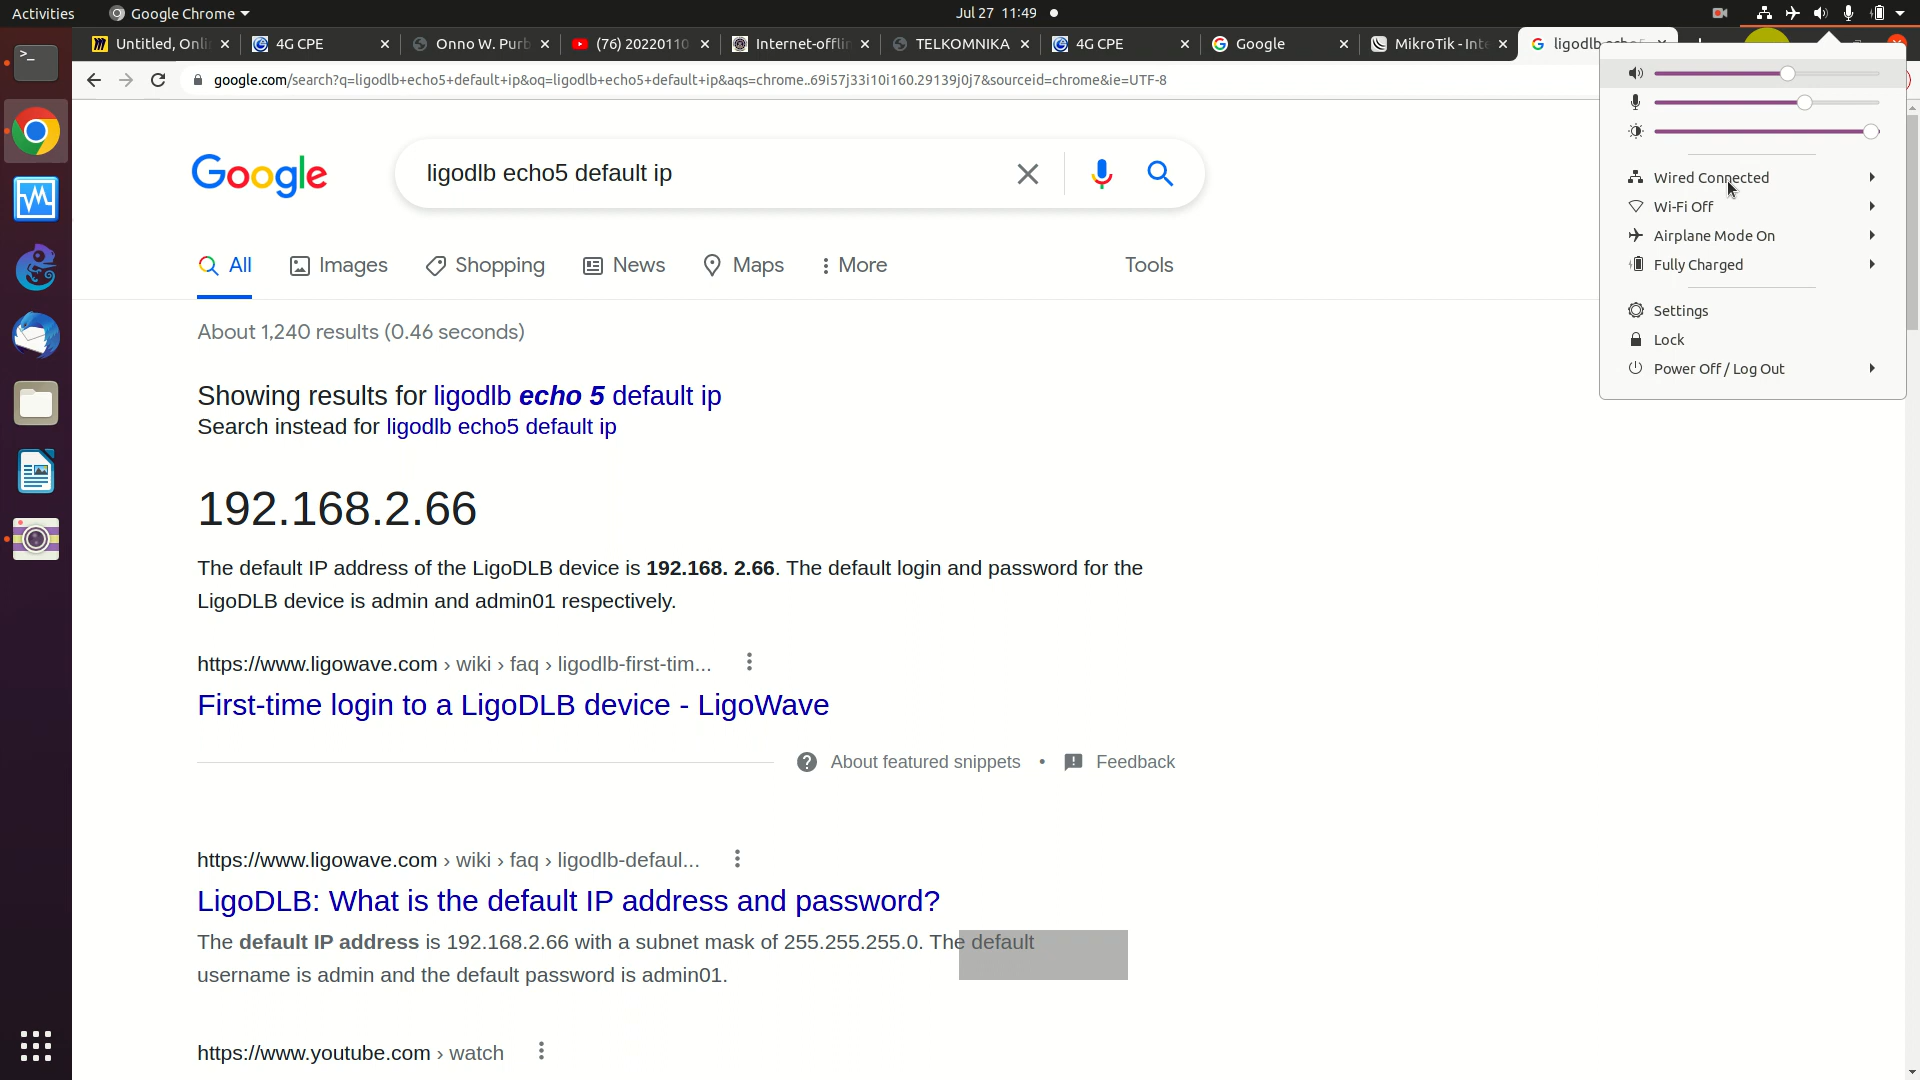 Activities
Google Chrome
Jul 27 11:49
Untitled, Onli
4G CPE
Onno W. Purb
(76) 20220110
Internet-offlin
TELKOMNIKA
4G CPE
Google
MikroTik - Inte
google.com/search?q=ligodlb+echo5+default+ip&oq=ligodlb+echo5+default+ip&aqs=chrome..69i57j33i10i160.29139j0j7&sourceid=chrome&ie=UTF-8
Google
ligodlb echo5 default ip
All
Images
Shopping
News
Maps
More
Tools
About 1,240 results (0.46 seconds)
Showing results for ligodlb echo 5 default ip
Search instead for ligodlb echo5 default ip
192.168.2.66
The default IP address of the LigoDLB device is 192.168. 2.66. The default login and password for the
LigoDLB device is admin and admin01 respectively.
https://www.ligowave.com › wiki › faq › ligodlb-first-tim...
First-time login to a LigoDLB device - LigoWave
About featured snippets
•
Feedback
https://www.ligowave.com › wiki › faq › ligodlb-defaul...
LigoDLB: What is the default IP address and password?
The default IP address is 192.168.2.66 with a subnet mask of 255.255.255.0. The default
username is admin and the default password is admin01.
https://www.youtube.com › watch
Wired Connected
Wi-Fi Off
Airplane Mode On
Fully Charged
Settings
Lock
Power Off / Log Out